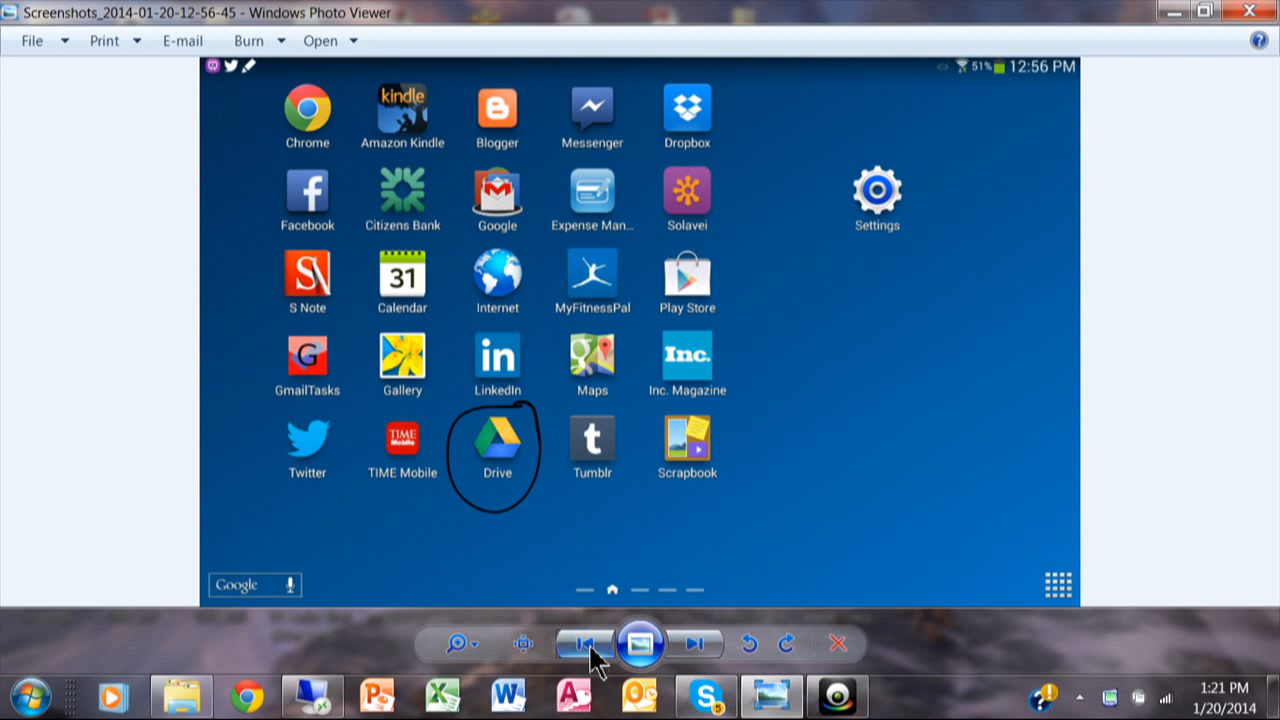 Screenshots_2014-01-20-12-56-45 - Windows Photo Viewer
File Print E-mail Burn Open
51% 12:56 PM
kindle
Chrome Amazon Kindle Blogger Messenger Dropbox
Facebook Citizens Bank Google Expense Man... Solavei Settings
31
S Note Calendar Internet MyFitnessPal Play Store
G in Inc.
GmailTasks Gallery LinkedIn Maps Inc. Magazine
TIME Mobile t
Twitter TIME Mobile Drive Tumblr Scrapbook
Google
5
1:21 PM
1/20/2014